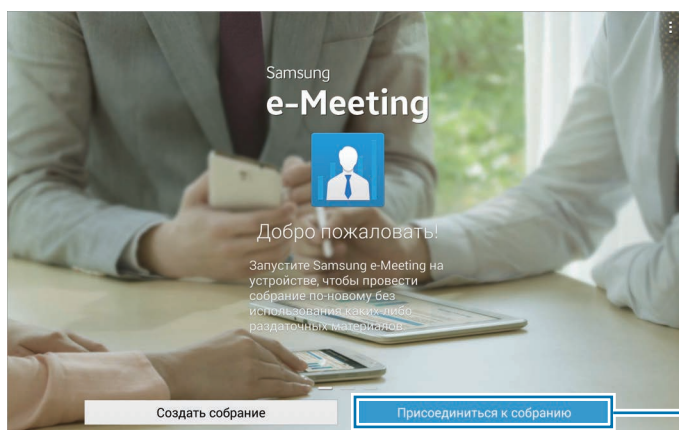 Samsung
e-Meeting
Добро пожаловать!
Запустите Samsung e-Meeting на
устройстве, чтобы провести
собрание по-новому без
использования каких-либо
раздаточных материалов.
Создать собрание
Присоединиться к собранию